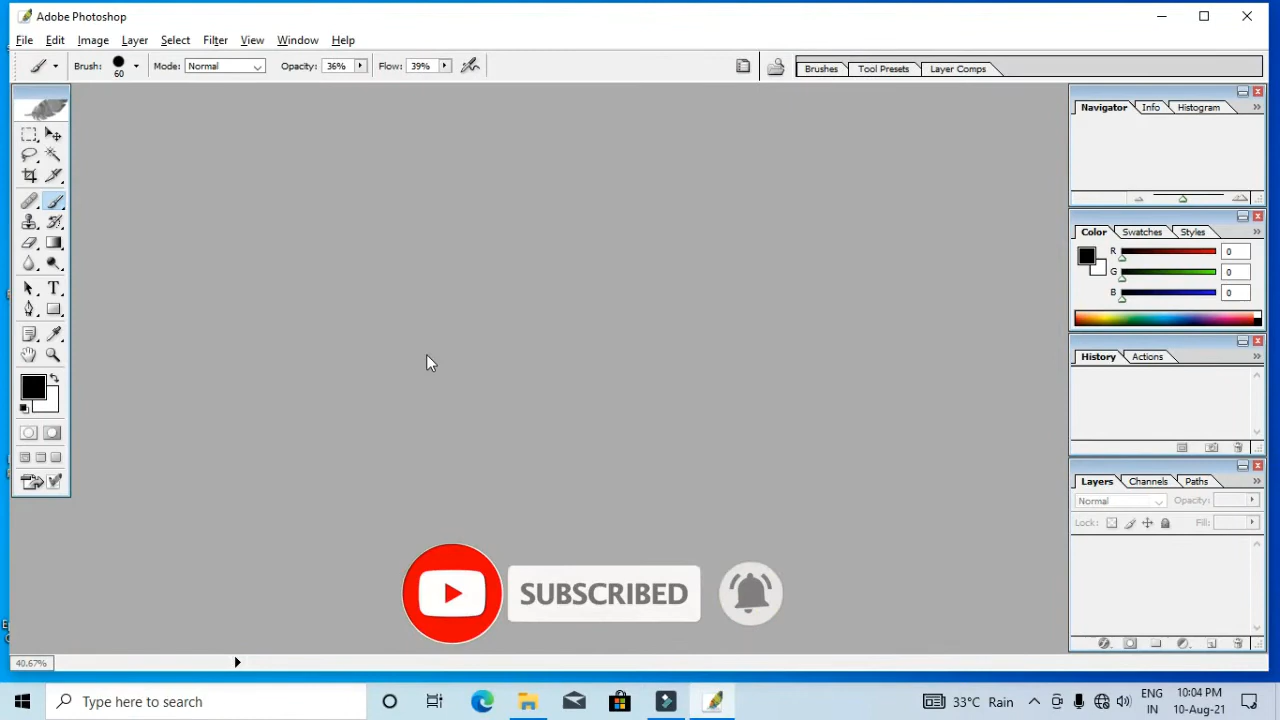 Adobe Photoshop
File Edit Image Layer Select Filter View Window Help
Brush: 60 Mode: Normal Opacity: 36% Flow: 39% Brushes Tool Presets Layer Comps
Navigator Info Histogram
Color Swatches Styles
R 0
G 0
B 0
History Actions
Layers Channels Paths
Normal Opacity:
Lock: Fill:
SUBSCRIBED
40.67%
Type here to search
33°C Rain
ENG
IN
10:04 PM
10-Aug-21